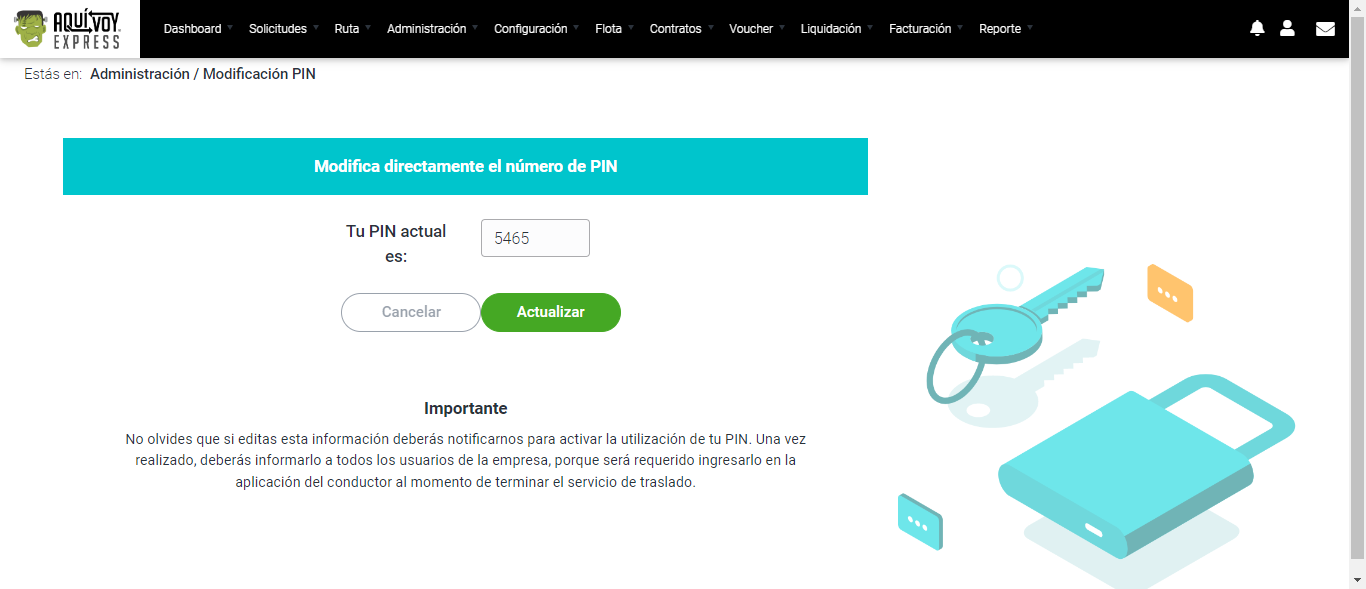 AQUÍ VOY
EXPRESS
Dashboard Solicitudes Ruta Administración Configuración Flota Contratos Voucher Liquidación Facturación Reporte
Estás en: Administración / Modificación PIN
Modifica directamente el número de PIN
Tu PIN actual
es:
5465
Cancelar Actualizar
Importante
No olvides que si editas esta información deberás notificarnos para activar la utilización de tu PIN. Una vez
realizado, deberás informarlo a todos los usuarios de la empresa, porque será requerido ingresarlo en la
aplicación del conductor al momento de terminar el servicio de traslado.